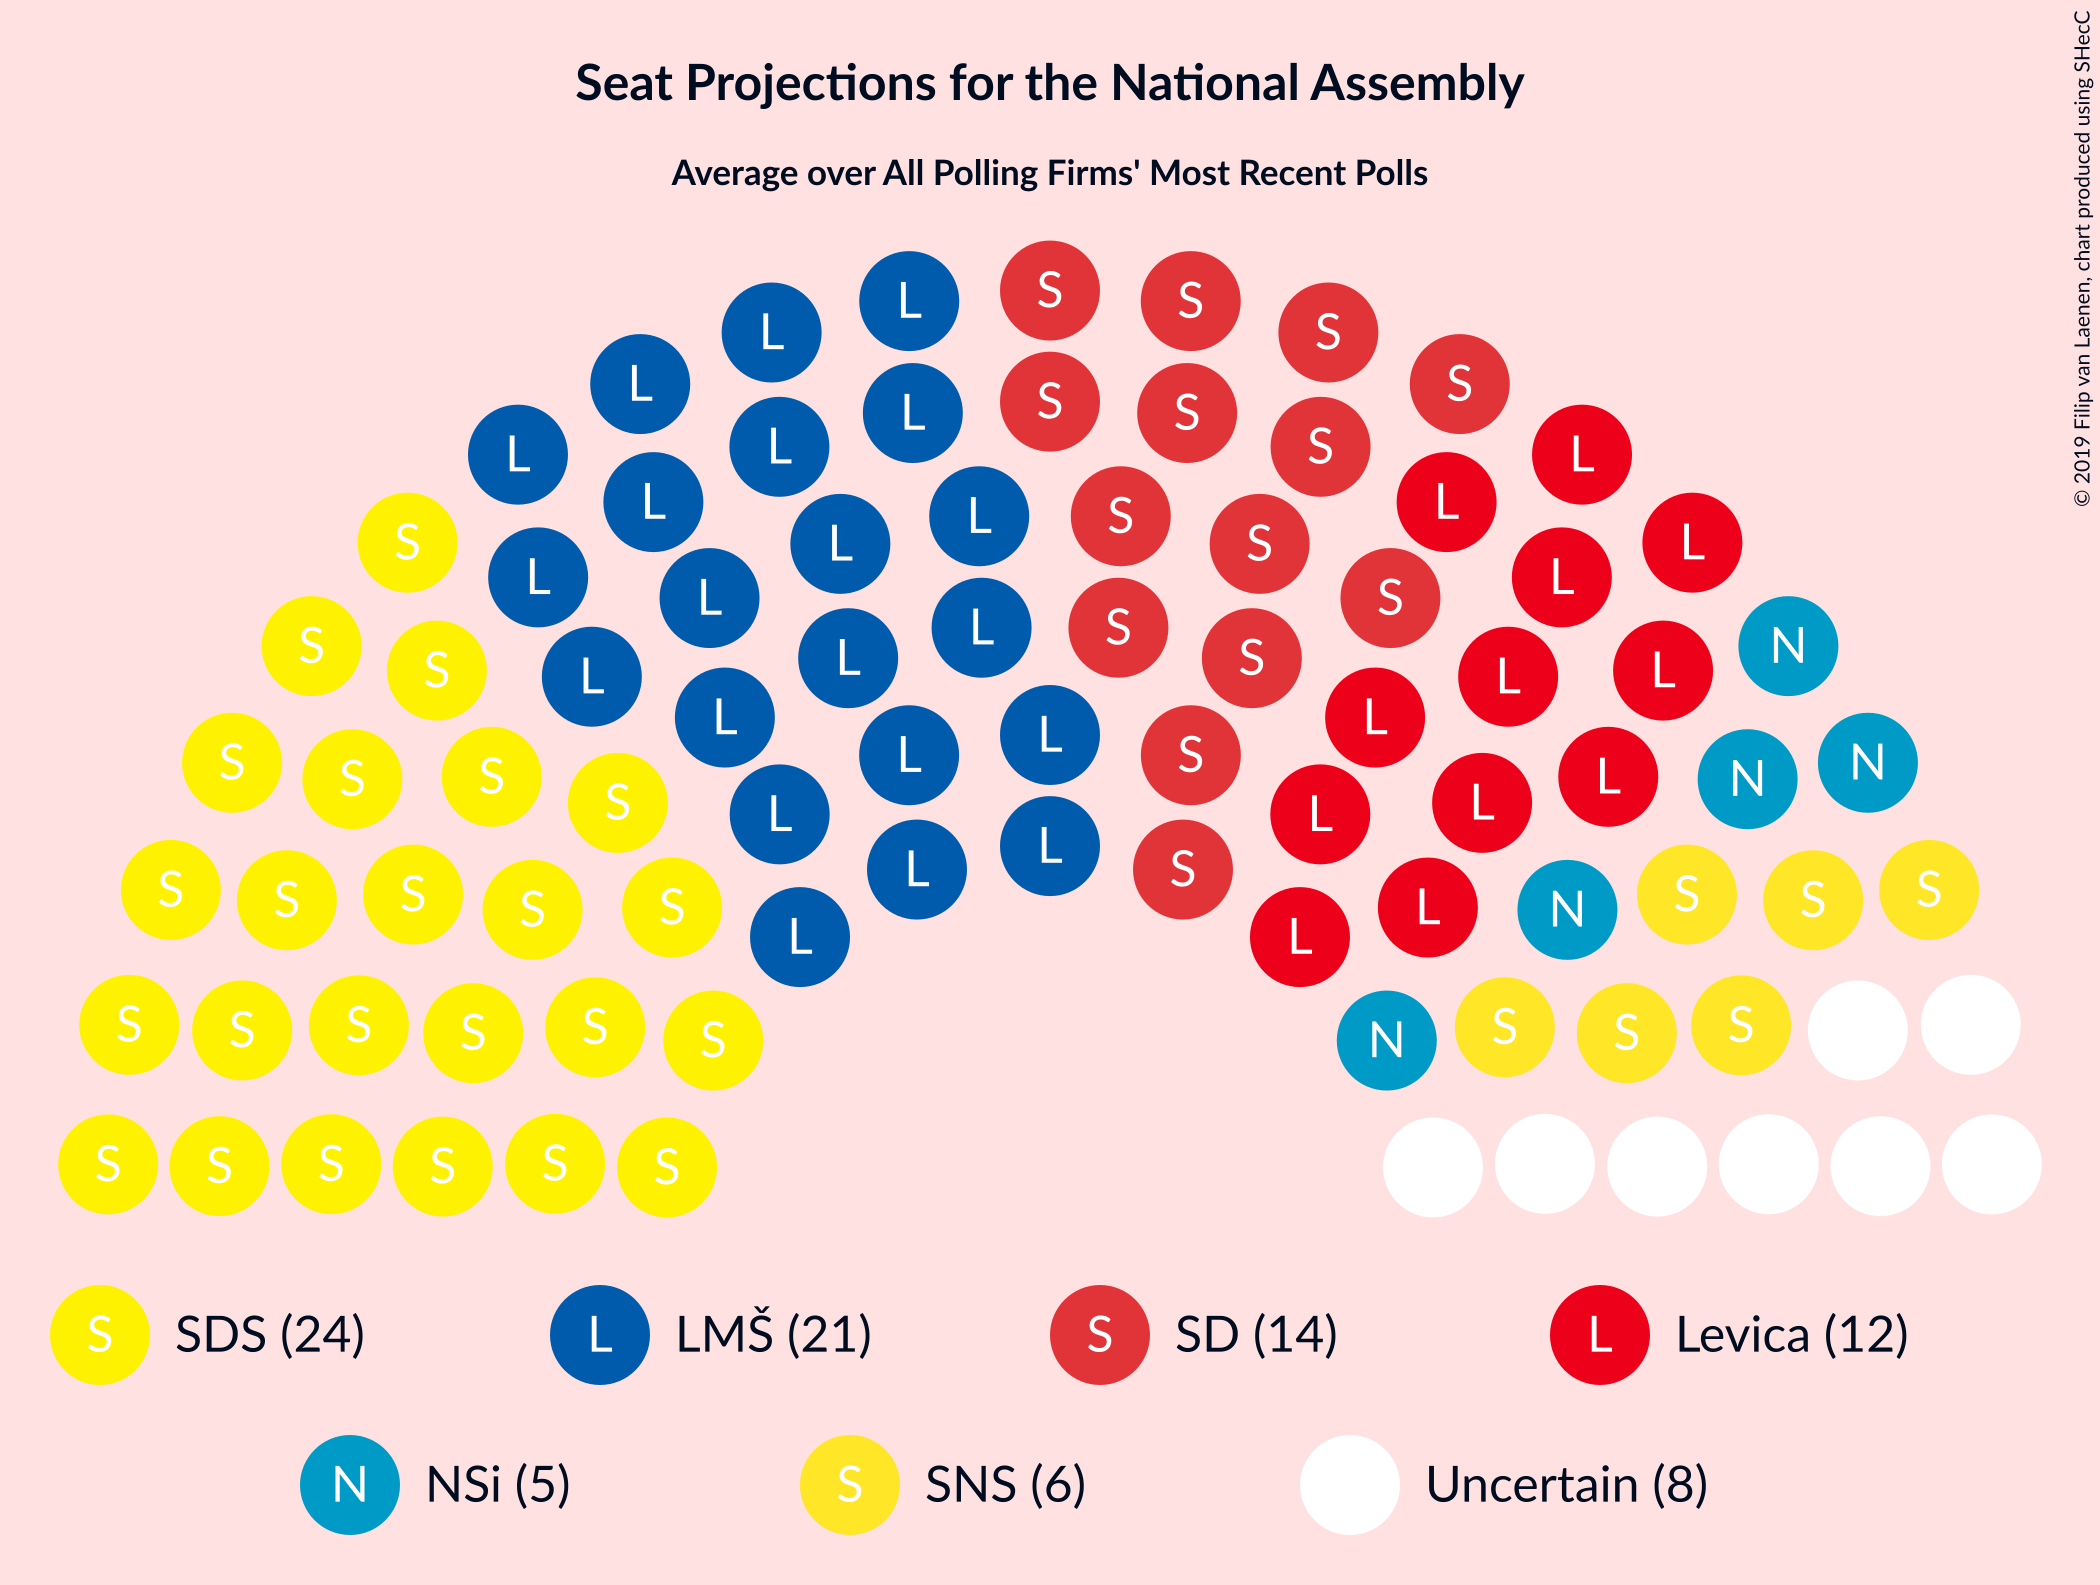 Seat Projections for the National Assembly
Average over All Polling Firms' Most Recent Polls
© 2019 Filip van Laenen, chart produced using SHecC
L S S
L S
L S
L S S
L S
L L
L L
S L L S L
L L
L S
L L S
S N
S L L L
L S
S L L
L L
S S S L S L N N
S L L
S S S S S L L N S S S
L S
L L
S S S S S S N S S S
S S S S S S
S SDS (24) L LMŠ (21) S SD (14) L Levica (12)
N NSi (5) S SNS (6) Uncertain (8)